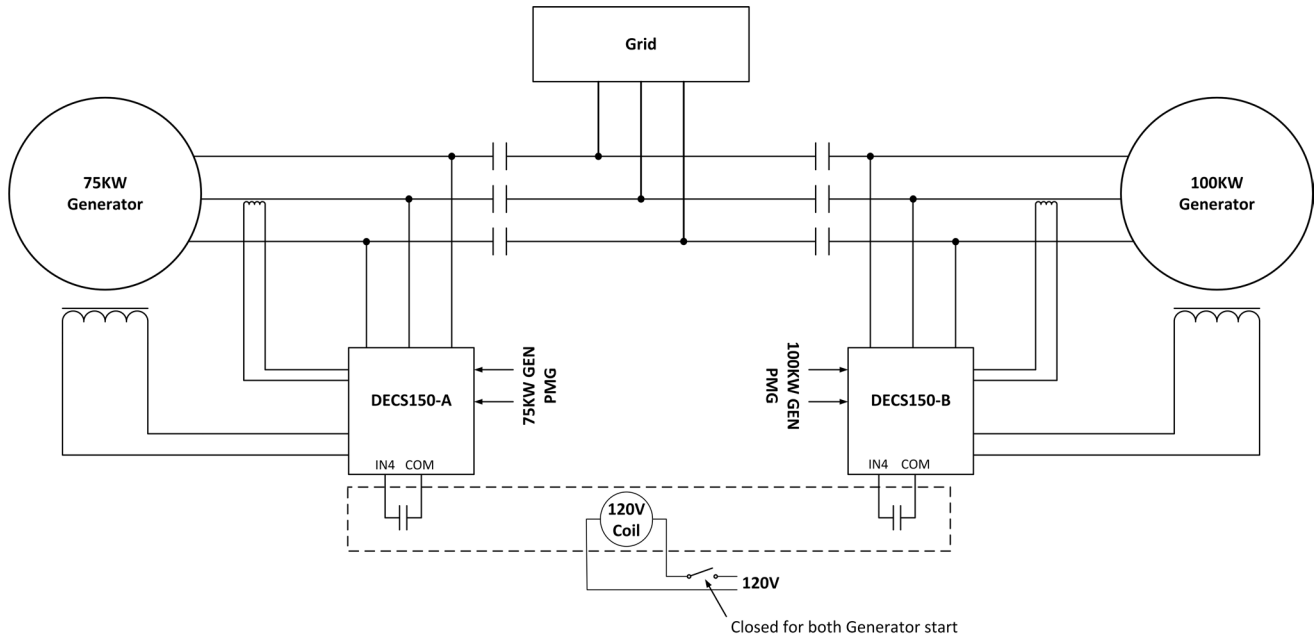 Grid
75KW
Generator
100KW
Generator
DECS150-A
75KW GEN
PMG
100KW GEN
PMG
DECS150-B
IN4 COM
IN4 COM
120V
Coil
120V
Closed for both Generator start